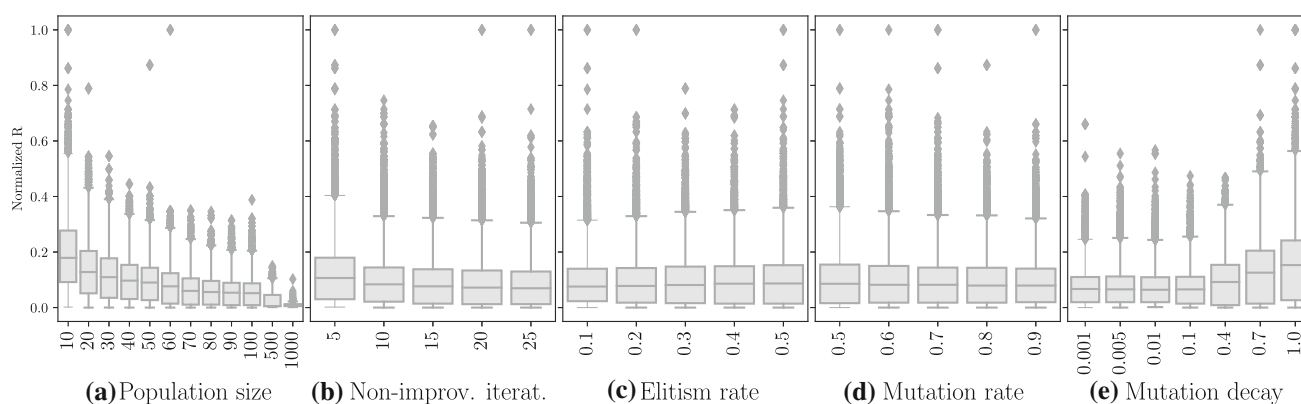 Normalized R
1.0
0.8
0.6
0.4
0.2
0.0
10 20 30 40 50 60 70 80 90 100 500 1000
5 10 15 20 25
0.1 0.2 0.3 0.4 0.5
0.5 0.6 0.7 0.8 0.9
0.001 0.005 0.01 0.1 0.4 0.7 1.0
(a) Population size
(b) Non-improv. iterat.
(c) Elitism rate
(d) Mutation rate
(e) Mutation decay